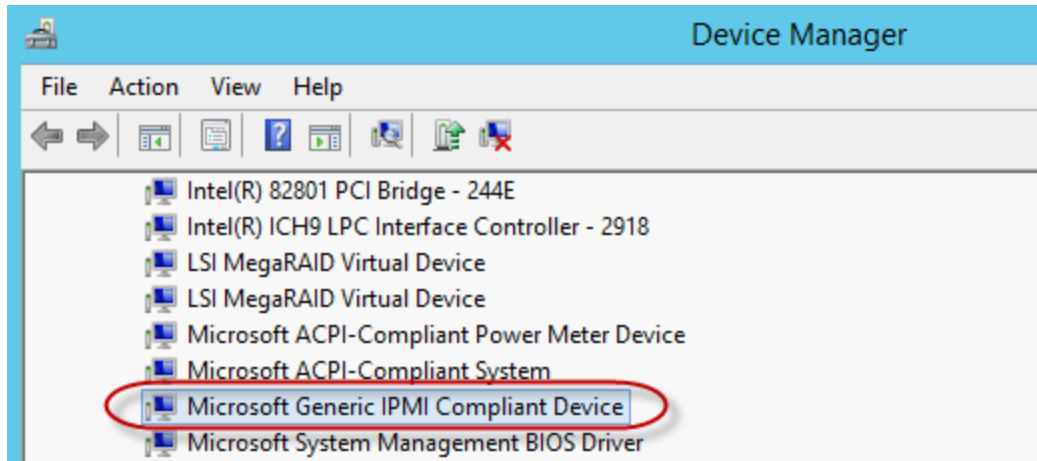 Device Manager
File Action View Help
Intel(R) 82801 PCI Bridge - 244E
Intel(R) ICH9 LPC Interface Controller - 2918
LSI MegaRAID Virtual Device
LSI MegaRAID Virtual Device
Microsoft ACPI-Compliant Power Meter Device
Microsoft ACPI-Compliant System
Microsoft Generic IPMI Compliant Device
Microsoft System Management BIOS Driver